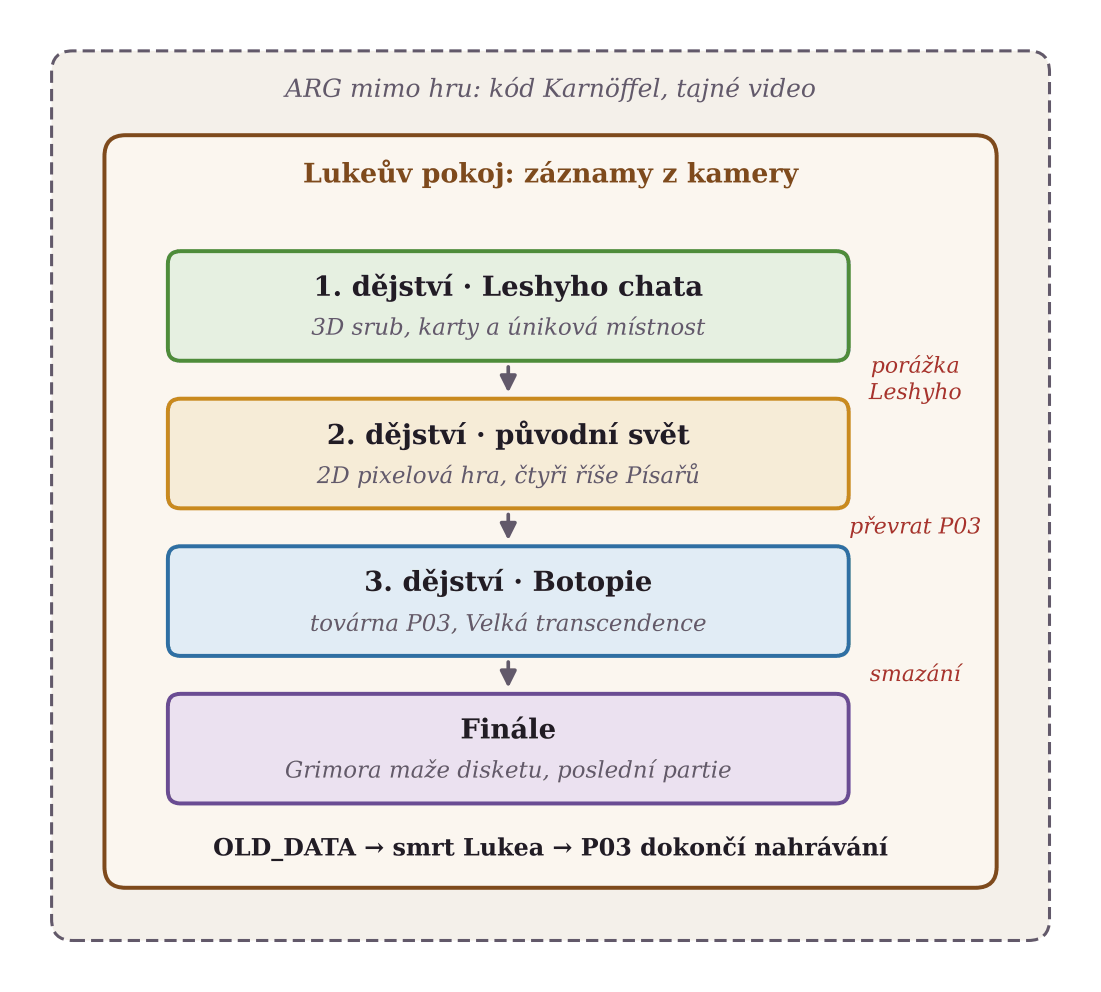 ARG mimo hru: kód Karnöffel, tajné video
Lukeův pokoj: záznamy z kamery
1. dějství · Leshyho chata
3D srub, karty a úniková místnost
porážka
Leshyho
2. dějství · původní svět
2D pixelová hra, čtyři říše Písařů
převrat P03
3. dějství · Botopie
továrna P03, Velká transcendence
smazání
Finále
Grimora maže disketu, poslední partie
OLD_DATA → smrt Lukea → P03 dokončí nahrávání